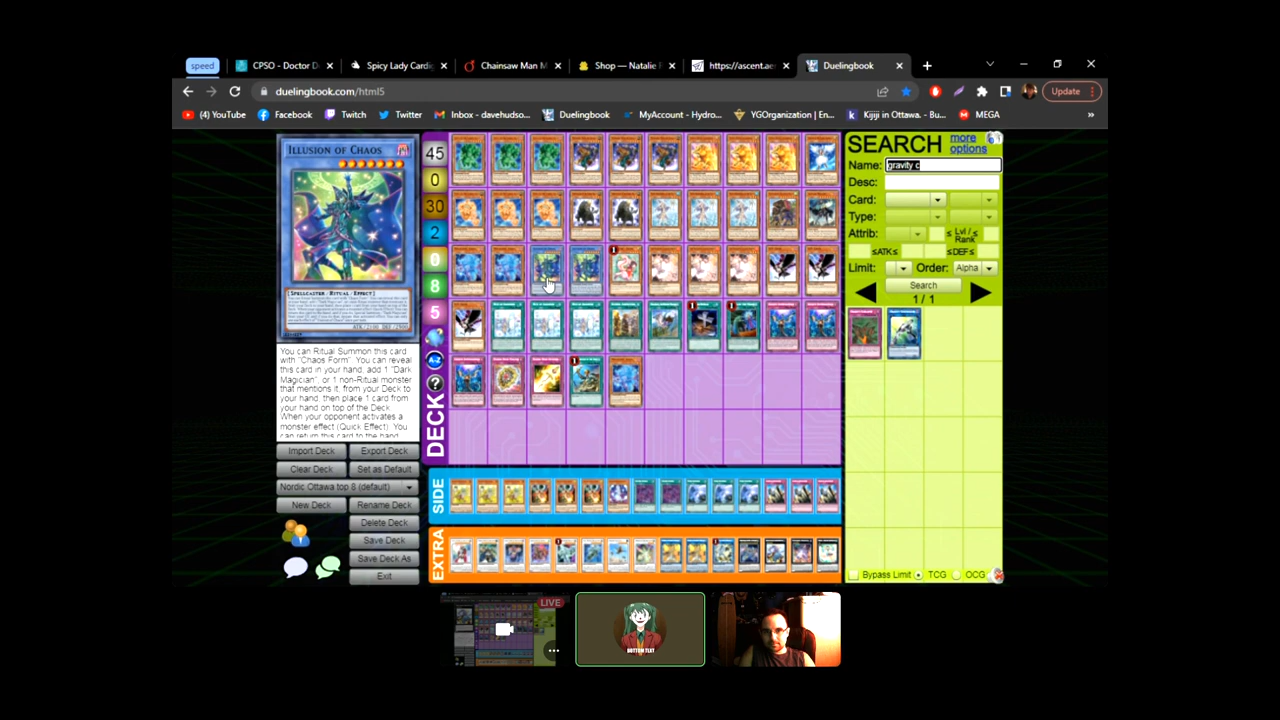 speed
CPSO - Doctor D
Spicy Lady Cardig
Chainsaw Man M
Shop — Natalie F
https://ascent.ae
Duelingbook
duelingbook.com/html5
Update
(4) YouTube
Facebook
Twitch
Twitter
Inbox - davehudso...
Duelingbook
MyAccount - Hydro...
YGOrganization | En...
Kijiji in Ottawa. - Bu...
MEGA
»
ILLUSION OF CHAOS
[SPELLCASTER / RITUAL / EFFECT]
You can Ritual Summon this card
with "Chaos Form". You can reveal
this card in your hand; add 1 "Dark
Magician", or 1 non-Ritual monster
that mentions it, from your Deck to
your hand, then place 1 card from
your hand on top of the Deck.
When your opponent activates a
monster effect (Quick Effect): You
can return this card to the hand
Import Deck
Export Deck
Clear Deck
Set as Default
Nordic Ottawa top 8 (default)
New Deck
Rename Deck
Delete Deck
Save Deck
Save Deck As
Exit
45
0
30
2
0
8
5
A-Z
?
DECK
SIDE
EXTRA
SEARCH
more options
Name: gravity c
Desc:
Card:
Type:
Attrib:
≤ Lvl / Rank ≤
≤ATK≤
≤DEF≤
Limit:
Order: Alpha
Search
1 / 1
Bypass Limit
TCG
OCG
LIVE
BOTTOM TEXT